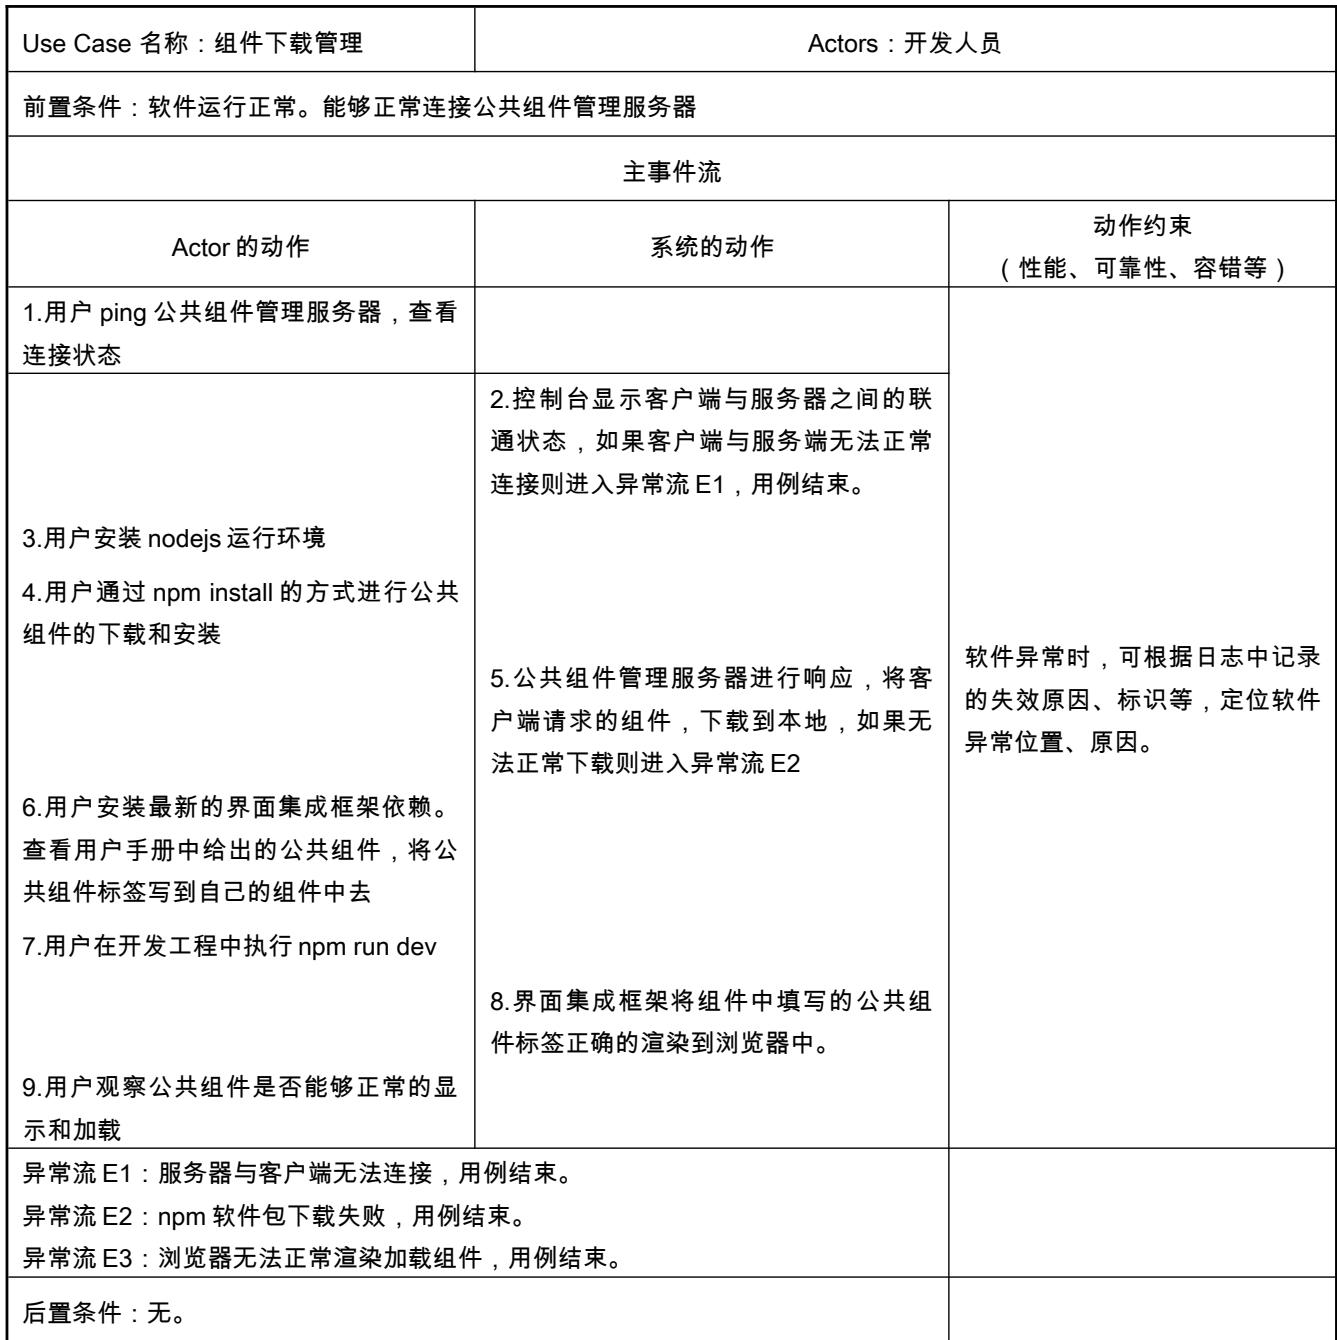 Use Case 名称：组件下载管理
Actors：开发人员
前置条件：软件运行正常。能够正常连接公共组件管理服务器
主事件流
Actor 的动作
系统的动作
动作约束
（性能、可靠性、容错等）
1.用户 ping 公共组件管理服务器，查看
连接状态
2.控制台显示客户端与服务器之间的联
通状态，如果客户端与服务端无法正常
连接则进入异常流 E1，用例结束。
3.用户安装 nodejs 运行环境
4.用户通过 npm install 的方式进行公共
组件的下载和安装
5.公共组件管理服务器进行响应，将客
户端请求的组件，下载到本地，如果无
法正常下载则进入异常流 E2
6.用户安装最新的界面集成框架依赖。
查看用户手册中给出的公共组件，将公
共组件标签写到自己的组件中去
7.用户在开发工程中执行 npm run dev
8.界面集成框架将组件中填写的公共组
件标签正确的渲染到浏览器中。
9.用户观察公共组件是否能够正常的显
示和加载
软件异常时，可根据日志中记录
的失效原因、标识等，定位软件
异常位置、原因。
异常流 E1：服务器与客户端无法连接，用例结束。
异常流 E2：npm 软件包下载失败，用例结束。
异常流 E3：浏览器无法正常渲染加载组件，用例结束。
后置条件：无。